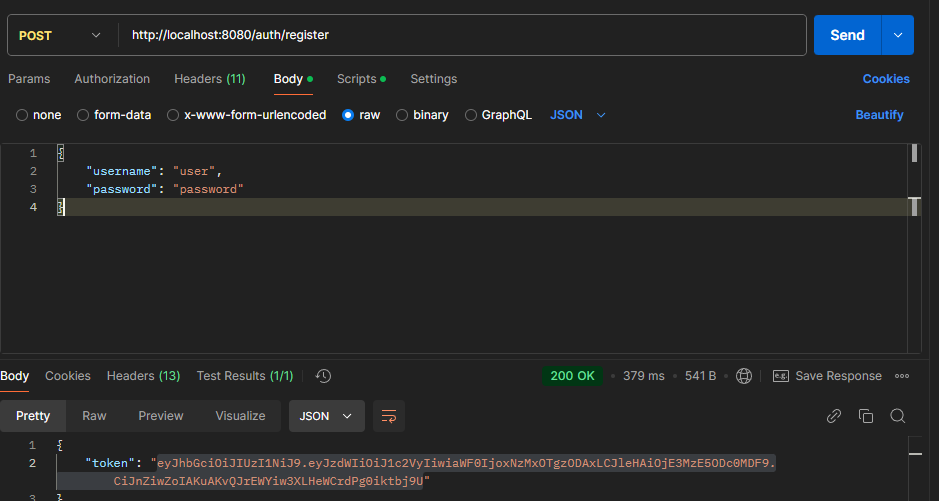 POST http://localhost:8080/auth/register Send
Params Authorization Headers (11) Body Scripts Settings Cookies
none form-data x-www-form-urlencoded raw binary GraphQL JSON Beautify
1 {
2 "username": "user",
3 "password": "password"
4 }
Body Cookies Headers (13) Test Results (1/1) 200 OK 379 ms 541 B e.g. Save Response
Pretty Raw Preview Visualize JSON
1 {
2 "token": "eyJhbGciOiJIUzI1NiJ9.eyJzdWIiOiJ1c2VyIiwiaWF0IjoxNzMxOTgzODAxLCJleHAiOjE3MzE5ODc0MDF9.
CiJnZiwZoIAKuAKvQJrEWYiw3XLHeWCrdPg0iktbj9U"
3 }